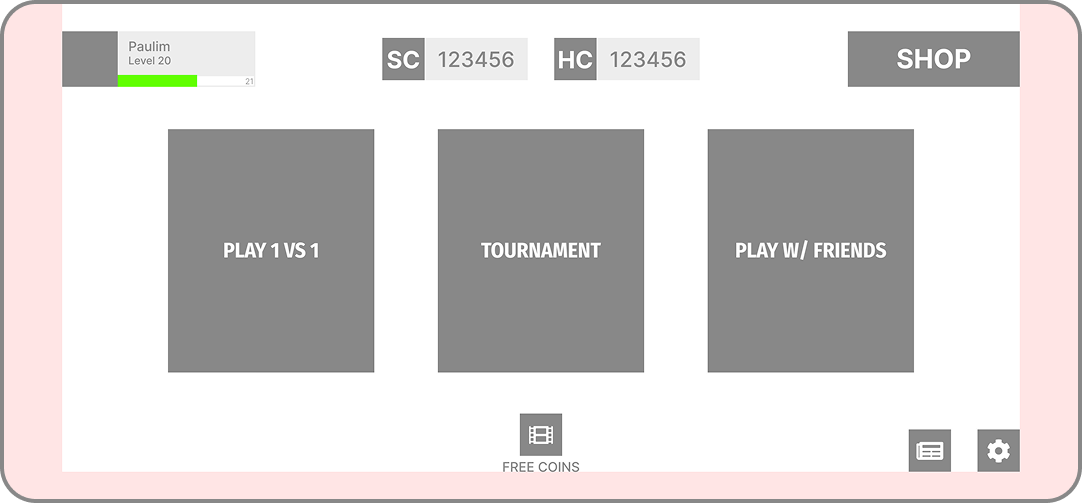 Paulim
Level 20
21
SC 123456
HC 123456
SHOP
PLAY 1 VS 1
TOURNAMENT
PLAY W/ FRIENDS
FREE COINS